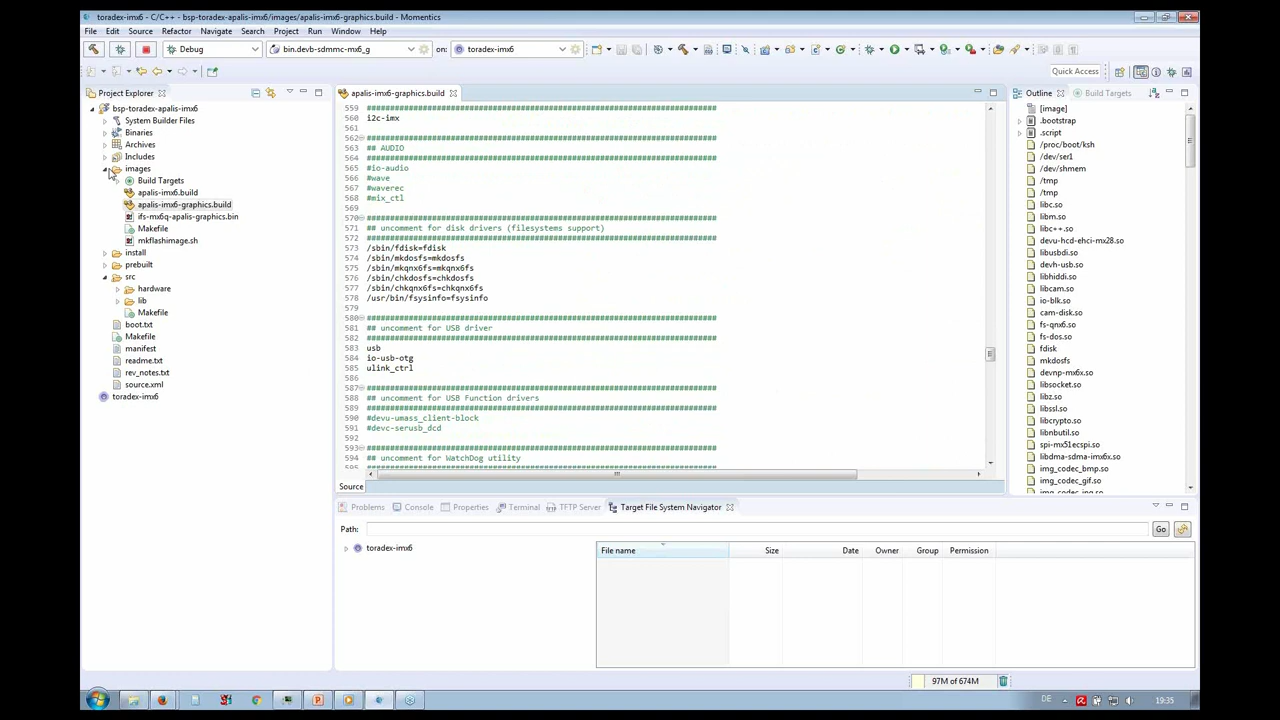 toradex-imx6 - C/C++ - bsp-toradex-apalis-imx6/images/apalis-imx6-graphics.build - Momentics
File Edit Source Refactor Navigate Search Project Run Window Help
Debug bin.devb-sdmmc-mx6_g on: toradex-imx6
Quick Access
Project Explorer
bsp-toradex-apalis-imx6
System Builder Files
Binaries
Archives
Includes
images
Build Targets
apalis-imx6.build
apalis-imx6-graphics.build
ifs-mx6q-apalis-graphics.bin
Makefile
mkflashimage.sh
install
prebuilt
src
hardware
lib
Makefile
boot.txt
Makefile
manifest
readme.txt
rev_notes.txt
source.xml
toradex-imx6
apalis-imx6-graphics.build
559 ##########################################################################
560 i2c-imx
561
562 ##########################################################################
563 ## AUDIO
564 ##########################################################################
565 #io-audio
566 #wave
567 #waverec
568 #mix_ctl
569
570 ##########################################################################
571 ## uncomment for disk drivers (filesystems support)
572 ##########################################################################
573 /sbin/fdisk=fdisk
574 /sbin/mkdosfs=mkdosfs
575 /sbin/mkqnx6fs=mkqnx6fs
576 /sbin/chkdosfs=chkdosfs
577 /sbin/chkqnx6fs=chkqnx6fs
578 /usr/bin/fsysinfo=fsysinfo
579
580 ##########################################################################
581 ## uncomment for USB driver
582 ##########################################################################
583 usb
584 io-usb-otg
585 ulink_ctrl
586
587 ##########################################################################
588 ## uncomment for USB Function drivers
589 ##########################################################################
590 #devu-umass_client-block
591 #devc-serusb_dcd
592
593 ##########################################################################
594 ## uncomment for WatchDog utility
595 ##########################################################################
Source
Outline Build Targets
[image]
.bootstrap
.script
/proc/boot/ksh
/dev/ser1
/dev/shmem
/tmp
/tmp
libc.so
libm.so
libc++.so
devu-hcd-ehci-mx28.so
libusbdi.so
devh-usb.so
libhiddi.so
libcam.so
io-blk.so
cam-disk.so
fs-qnx6.so
fs-dos.so
fdisk
mkdosfs
devnp-mx6x.so
libsocket.so
libz.so
libssl.so
libcrypto.so
libnbutil.so
spi-mx51ecspi.so
libdma-sdma-imx6x.so
img_codec_bmp.so
img_codec_gif.so
img_codec_jpg.so
Problems Console Properties Terminal TFTP Server Target File System Navigator
Path: Go
toradex-imx6
File name Size Date Owner Group Permission
97M of 674M
DE 19:35